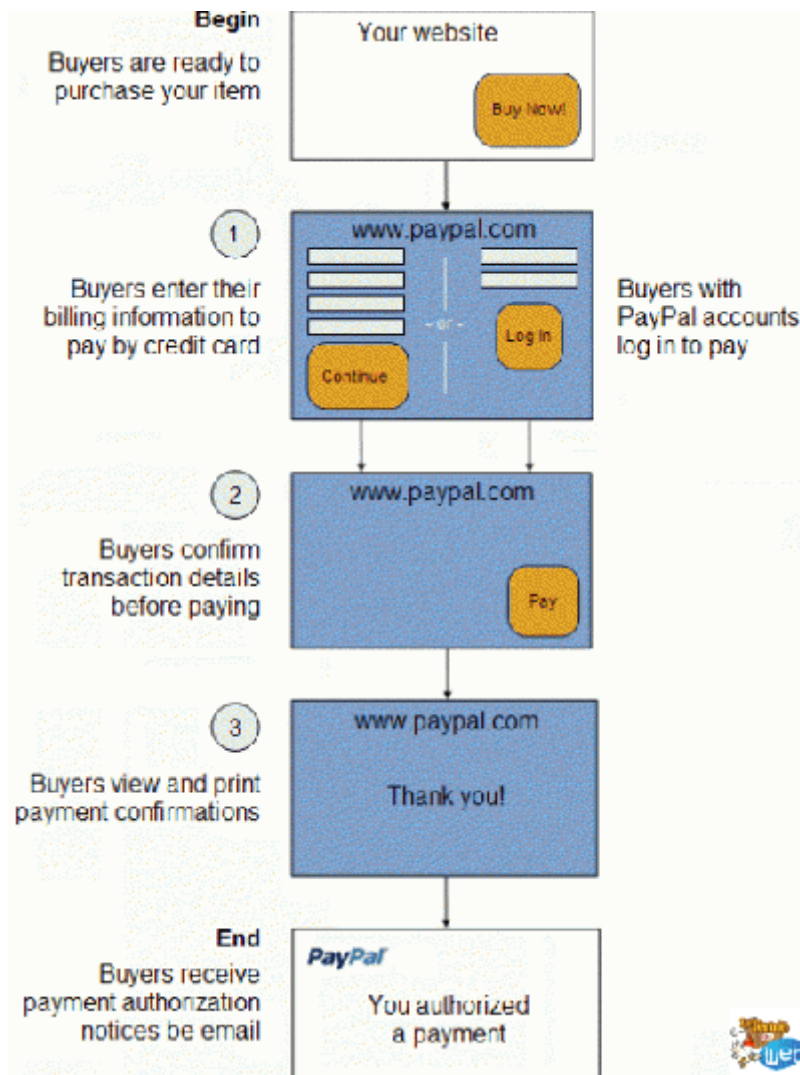 Begin
Buyers are ready to
purchase your item
Your website
Buy Now!
1
Buyers enter their
billing information to
pay by credit card
www.paypal.com
- or -
Continue
Log In
Buyers with
PayPal accounts
log in to pay
2
Buyers confirm
transaction details
before paying
www.paypal.com
Pay
3
Buyers view and print
payment confirmations
www.paypal.com
Thank you!
End
Buyers receive
payment authorization
notices be email
PayPal
You authorized
a payment
Web